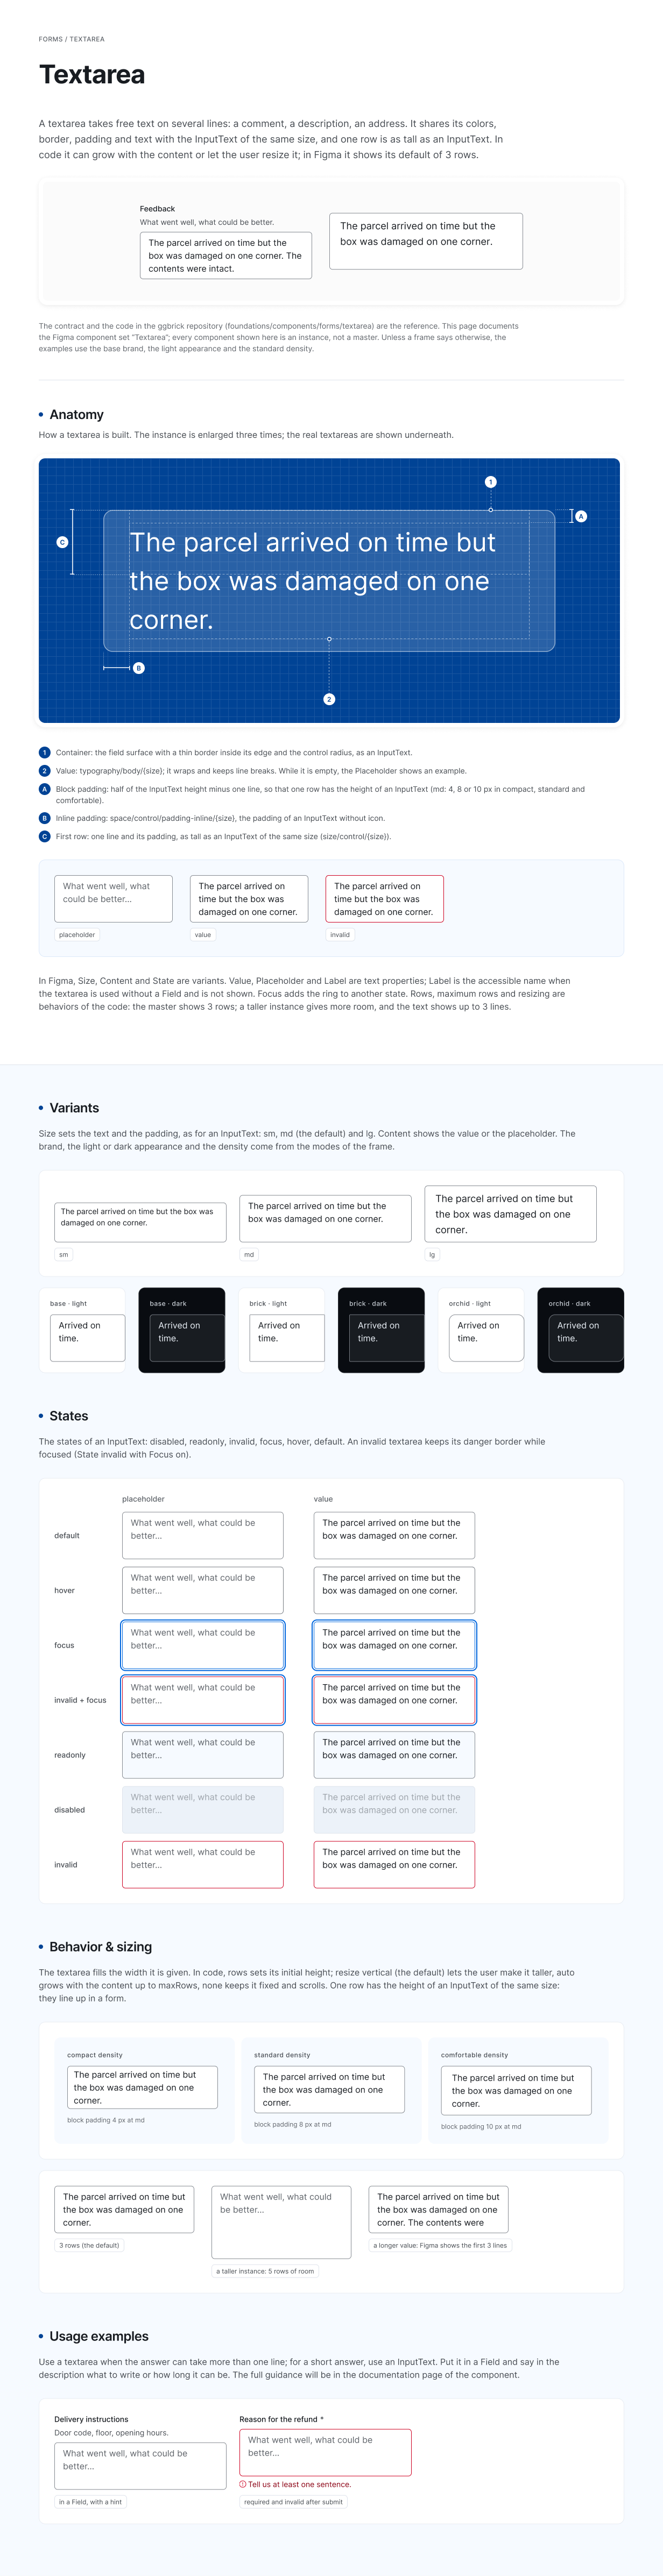 FORMS / TEXTAREA
Textarea
A textarea takes free text on several lines: a comment, a description, an address. It shares its colors,
border, padding and text with the InputText of the same size, and one row is as tall as an InputText. In
code it can grow with the content or let the user resize it; in Figma it shows its default of 3 rows.
Feedback
What went well, what could be better.
The parcel arrived on time but the
box was damaged on one corner. The
contents were intact.
The parcel arrived on time but the
box was damaged on one corner.
The contract and the code in the ggbrick repository (foundations/components/forms/textarea) are the reference. This page documents
the Figma component set "Textarea"; every component shown here is an instance, not a master. Unless a frame says otherwise, the
examples use the base brand, the light appearance and the standard density.
Anatomy
How a textarea is built. The instance is enlarged three times; the real textareas are shown underneath.
1
A
C
The parcel arrived on time but
the box was damaged on one
corner.
B
2
1 Container: the field surface with a thin border inside its edge and the control radius, as an InputText.
2 Value: typography/body/{size}; it wraps and keeps line breaks. While it is empty, the Placeholder shows an example.
A Block padding: half of the InputText height minus one line, so that one row has the height of an InputText (md: 4, 8 or 10 px in compact, standard and
comfortable).
B Inline padding: space/control/padding-inline/{size}, the padding of an InputText without icon.
C First row: one line and its padding, as tall as an InputText of the same size (size/control/{size}).
What went well, what
could be better...
placeholder
The parcel arrived on
time but the box was
damaged on one corner.
value
The parcel arrived on
time but the box was
damaged on one corner.
invalid
In Figma, Size, Content and State are variants. Value, Placeholder and Label are text properties; Label is the accessible name when
the textarea is used without a Field and is not shown. Focus adds the ring to another state. Rows, maximum rows and resizing are
behaviors of the code: the master shows 3 rows; a taller instance gives more room, and the text shows up to 3 lines.
Variants
Size sets the text and the padding, as for an InputText: sm, md (the default) and lg. Content shows the value or the placeholder. The
brand, the light or dark appearance and the density come from the modes of the frame.
The parcel arrived on time but the box was
damaged on one corner.
sm
The parcel arrived on time but the
box was damaged on one corner.
md
The parcel arrived on time but
the box was damaged on one
corner.
lg
base · light
Arrived on
time.
base · dark
Arrived on
time.
brick · light
Arrived on
time.
brick · dark
Arrived on
time.
orchid · light
Arrived on
time.
orchid · dark
Arrived on
time.
States
The states of an InputText: disabled, readonly, invalid, focus, hover, default. An invalid textarea keeps its danger border while
focused (State invalid with Focus on).
placeholder value
default
What went well, what could be
better...
The parcel arrived on time but the
box was damaged on one corner.
hover
What went well, what could be
better...
The parcel arrived on time but the
box was damaged on one corner.
focus
What went well, what could be
better...
The parcel arrived on time but the
box was damaged on one corner.
invalid + focus
What went well, what could be
better...
The parcel arrived on time but the
box was damaged on one corner.
readonly
What went well, what could be
better...
The parcel arrived on time but the
box was damaged on one corner.
disabled
What went well, what could be
better...
The parcel arrived on time but the
box was damaged on one corner.
invalid
What went well, what could be
better...
The parcel arrived on time but the
box was damaged on one corner.
Behavior & sizing
The textarea fills the width it is given. In code, rows sets its initial height; resize vertical (the default) lets the user make it taller, auto
grows with the content up to maxRows, none keeps it fixed and scrolls. One row has the height of an InputText of the same size:
they line up in a form.
compact density
The parcel arrived on time but
the box was damaged on one
corner.
block padding 4 px at md
standard density
The parcel arrived on time but
the box was damaged on one
corner.
block padding 8 px at md
comfortable density
The parcel arrived on time but
the box was damaged on one
corner.
block padding 10 px at md
The parcel arrived on time but
the box was damaged on one
corner.
3 rows (the default)
What went well, what could
be better...
a taller instance: 5 rows of room
The parcel arrived on time but
the box was damaged on one
corner. The contents were
a longer value: Figma shows the first 3 lines
Usage examples
Use a textarea when the answer can take more than one line; for a short answer, use an InputText. Put it in a Field and say in the
description what to write or how long it can be. The full guidance will be in the documentation page of the component.
Delivery instructions
Door code, floor, opening hours.
What went well, what could be
better...
in a Field, with a hint
Reason for the refund *
What went well, what could be
better...
Tell us at least one sentence.
required and invalid after submit